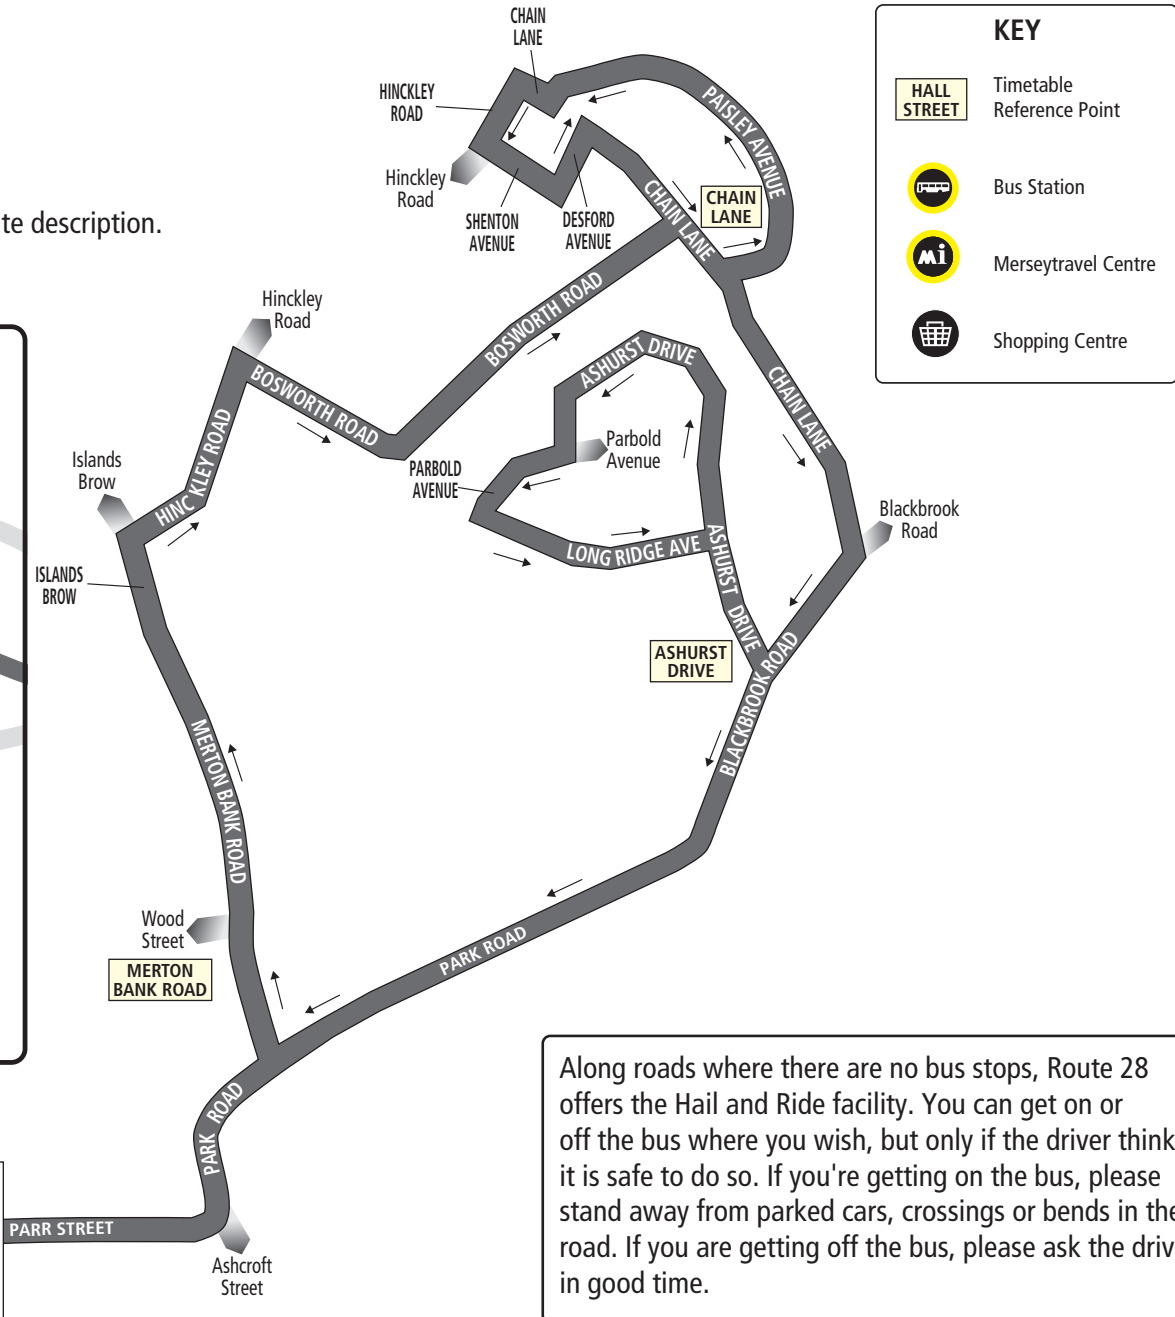 CHAIN
LANE
HINCKLEY
ROAD
PAISLEY AVENUE
Hinckley
Road
SHENTON
AVENUE
DESFORD
AVENUE
CHAIN LANE
CHAIN
LANE
te description.
Hinckley
Road
BOSWORTH ROAD
BOSWORTH ROAD
ASHURST DRIVE
CHAIN LANE
HINCKLEY ROAD
Islands
Brow
PARBOLD
AVENUE
Parbold
Avenue
Blackbrook
Road
LONG RIDGE AVE
ASHURST DRIVE
ISLANDS
BROW
ASHURST
DRIVE
BLACKBROOK ROAD
MERTON BANK ROAD
Wood
Street
MERTON
BANK ROAD
PARK ROAD
PARK ROAD
PARR STREET
Ashcroft
Street
KEY
HALL
STREET
Timetable
Reference Point
Bus Station
Mi
Merseytravel Centre
Shopping Centre
Along roads where there are no bus stops, Route 28
offers the Hail and Ride facility. You can get on or
off the bus where you wish, but only if the driver think
it is safe to do so. If you're getting on the bus, please
stand away from parked cars, crossings or bends in the
road. If you are getting off the bus, please ask the driv
in good time.